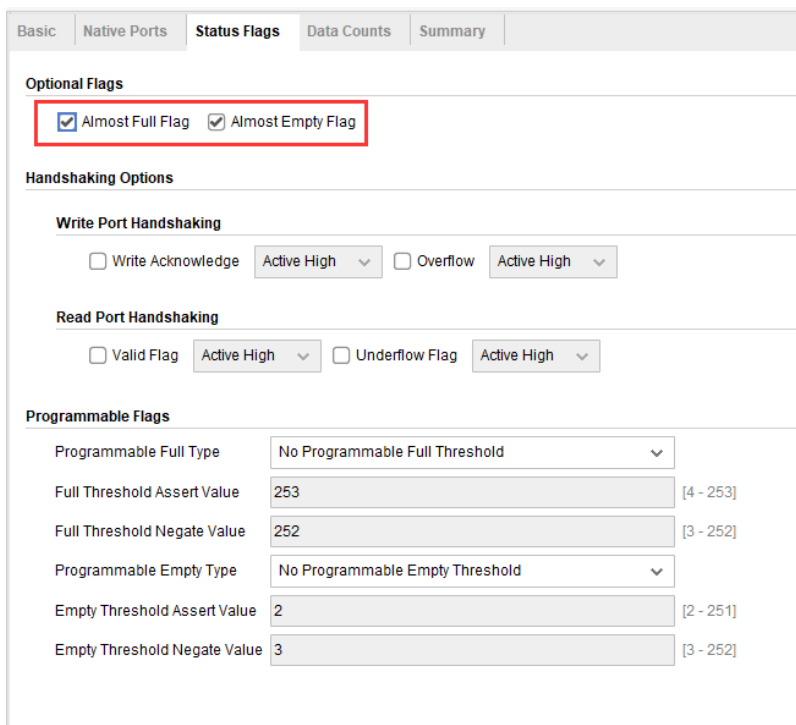 Basic Native Ports Status Flags Data Counts Summary
Optional Flags
Almost Full Flag Almost Empty Flag
Handshaking Options
Write Port Handshaking
Write Acknowledge Active High Overflow Active High
Read Port Handshaking
Valid Flag Active High Underflow Flag Active High
Programmable Flags
Programmable Full Type No Programmable Full Threshold
Full Threshold Assert Value 253 [4 - 253]
Full Threshold Negate Value 252 [3 - 252]
Programmable Empty Type No Programmable Empty Threshold
Empty Threshold Assert Value 2 [2 - 251]
Empty Threshold Negate Value 3 [3 - 252]